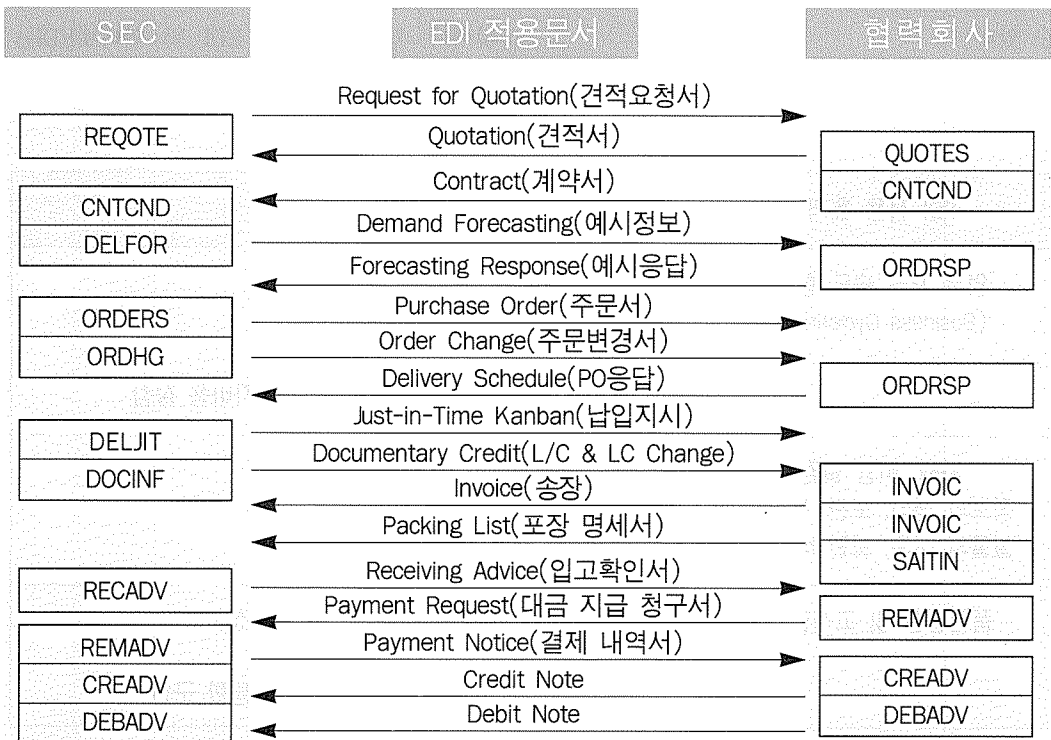 SEC
EDI 적용문서
협력회사
Request for Quotation(견적요청서)
REQOTE
Quotation(견적서)
QUOTES
Contract(계약서)
CNTCND
CNTCND
Demand Forecasting(예시정보)
DELFOR
Forecasting Response(예시응답)
ORDRSP
Purchase Order(주문서)
ORDERS
Order Change(주문변경서)
ORDHG
Delivery Schedule(PO응답)
ORDRSP
Just-in-Time Kanban(납입지시)
DELJIT
Documentary Credit(L/C & LC Change)
DOCINF
Invoice(송장)
INVOIC
Packing List(포장 명세서)
INVOIC
SAITIN
Receiving Advice(입고확인서)
RECADV
Payment Request(대금 지급 청구서)
REMADV
Payment Notice(결제 내역서)
REMADV
Credit Note
CREADV
CREADV
Debit Note
DEBADV
DEBADV